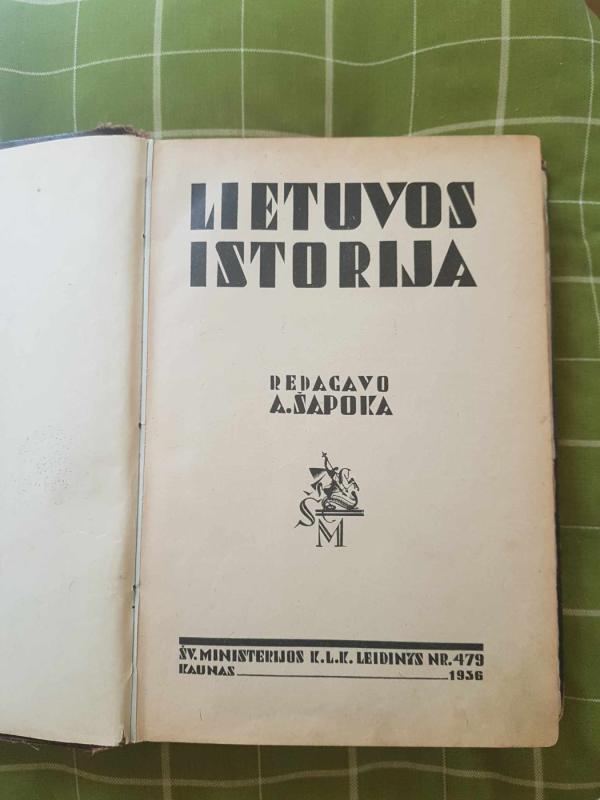 LIETUVOS
ISTORIJA
REDAGAVO
A.ŠAPOKA
Š
M
ŠV. MINISTERIJOS K.L.K. LEIDINYS NR. 479
KAUNAS 1936